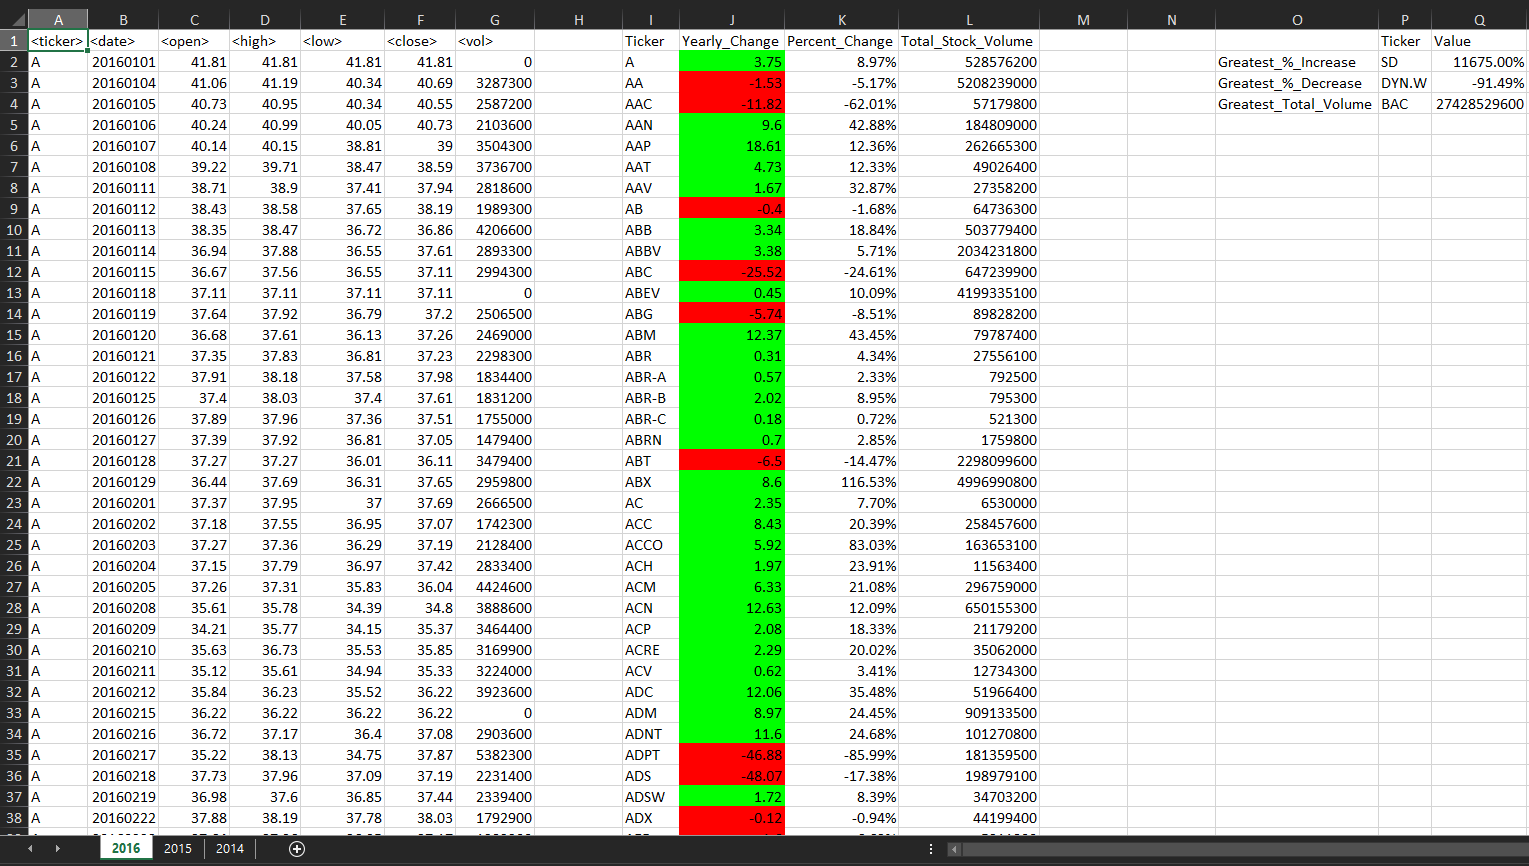 A B C D E F G H I J K L M N O P Q
1 <ticker> <date> <open> <high> <low> <close> <vol> Ticker Yearly_Change Percent_Change Total_Stock_Volume Ticker Value
2 A 20160101 41.81 41.81 41.81 41.81 0 A 3.75 8.97% 528576200 Greatest_%_Increase SD 11675.00%
3 A 20160104 41.06 41.19 40.34 40.69 3287300 AA -1.53 -5.17% 5208239000 Greatest_%_Decrease DYN.W -91.49%
4 A 20160105 40.73 40.95 40.34 40.55 2587200 AAC -11.82 -62.01% 57179800 Greatest_Total_Volume BAC 27428529600
5 A 20160106 40.24 40.99 40.05 40.73 2103600 AAN 9.6 42.88% 184809000
6 A 20160107 40.14 40.15 38.81 39 3504300 AAP 18.61 12.36% 262665300
7 A 20160108 39.22 39.71 38.47 38.59 3736700 AAT 4.73 12.33% 49026400
8 A 20160111 38.71 38.9 37.41 37.94 2818600 AAV 1.67 32.87% 27358200
9 A 20160112 38.43 38.58 37.65 38.19 1989300 AB -0.4 -1.68% 64736300
10 A 20160113 38.35 38.47 36.72 36.86 4206600 ABB 3.34 18.84% 503779400
11 A 20160114 36.94 37.88 36.55 37.61 2893300 ABBV 3.38 5.71% 2034231800
12 A 20160115 36.67 37.56 36.55 37.11 2994300 ABC -25.52 -24.61% 647239900
13 A 20160118 37.11 37.11 37.11 37.11 0 ABEV 0.45 10.09% 4199335100
14 A 20160119 37.64 37.92 36.79 37.2 2506500 ABG -5.74 -8.51% 89828200
15 A 20160120 36.68 37.61 36.13 37.26 2469000 ABM 12.37 43.45% 79787400
16 A 20160121 37.35 37.83 36.81 37.23 2298300 ABR 0.31 4.34% 27556100
17 A 20160122 37.91 38.18 37.58 37.98 1834400 ABR-A 0.57 2.33% 792500
18 A 20160125 37.4 38.03 37.4 37.61 1831200 ABR-B 2.02 8.95% 795300
19 A 20160126 37.89 37.96 37.36 37.51 1755000 ABR-C 0.18 0.72% 521300
20 A 20160127 37.39 37.92 36.81 37.05 1479400 ABRN 0.7 2.85% 1759800
21 A 20160128 37.27 37.27 36.01 36.11 3479400 ABT -6.5 -14.47% 2298099600
22 A 20160129 36.44 37.69 36.31 37.65 2959800 ABX 8.6 116.53% 4996990800
23 A 20160201 37.37 37.95 37 37.69 2666500 AC 2.35 7.70% 6530000
24 A 20160202 37.18 37.55 36.95 37.07 1742300 ACC 8.43 20.39% 258457600
25 A 20160203 37.27 37.36 36.29 37.19 2128400 ACCO 5.92 83.03% 163653100
26 A 20160204 37.15 37.79 36.97 37.42 2833400 ACH 1.97 23.91% 11563400
27 A 20160205 37.26 37.31 35.83 36.04 4424600 ACM 6.33 21.08% 296759000
28 A 20160208 35.61 35.78 34.39 34.8 3888600 ACN 12.63 12.09% 650155300
29 A 20160209 34.21 35.77 34.15 35.37 3464400 ACP 2.08 18.33% 21179200
30 A 20160210 35.63 36.73 35.53 35.85 3169900 ACRE 2.29 20.02% 35062000
31 A 20160211 35.12 35.61 34.94 35.33 3224000 ACV 0.62 3.41% 12734300
32 A 20160212 35.84 36.23 35.52 36.22 3923600 ADC 12.06 35.48% 51966400
33 A 20160215 36.22 36.22 36.22 36.22 0 ADM 8.97 24.45% 909133500
34 A 20160216 36.72 37.17 36.4 37.08 2903600 ADNT 11.6 24.68% 101270800
35 A 20160217 35.22 38.13 34.75 37.87 5382300 ADPT -46.88 -85.99% 181359500
36 A 20160218 37.73 37.96 37.09 37.19 2231400 ADS -48.07 -17.38% 198979100
37 A 20160219 36.98 37.6 36.85 37.44 2339400 ADSW 1.72 8.39% 34703200
38 A 20160222 37.88 38.19 37.78 38.03 1792900 ADX -0.12 -0.94% 44199400
2016 2015 2014